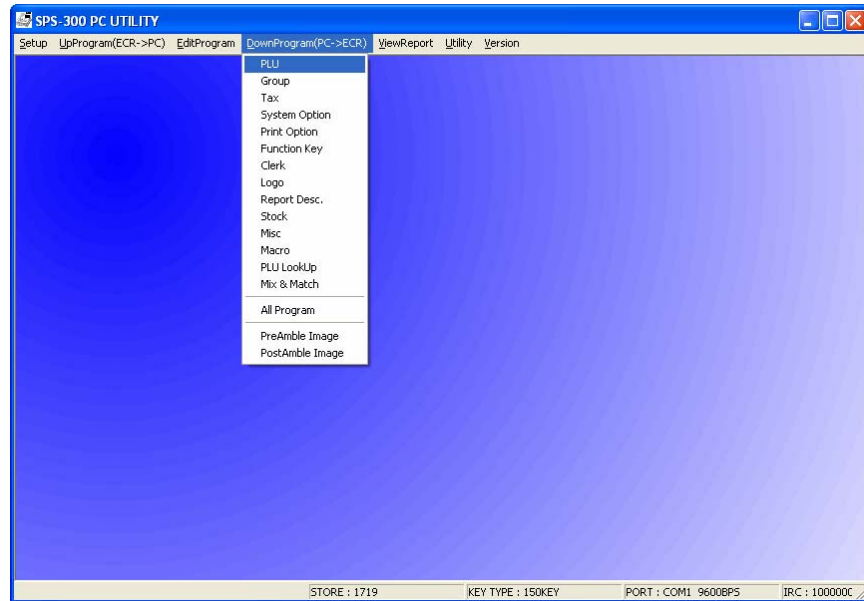 SPS-300 PC UTILITY
Setup UpProgram(ECR->PC) EditProgram DownProgram(PC->ECR) ViewReport Utility Version
PLU
Group
Tax
System Option
Print Option
Function Key
Clerk
Logo
Report Desc.
Stock
Misc
Macro
PLU LookUp
Mix & Match
All Program
PreAmble Image
PostAmble Image
STORE : 1719 KEY TYPE : 150KEY PORT : COM1 9600BPS IRC :